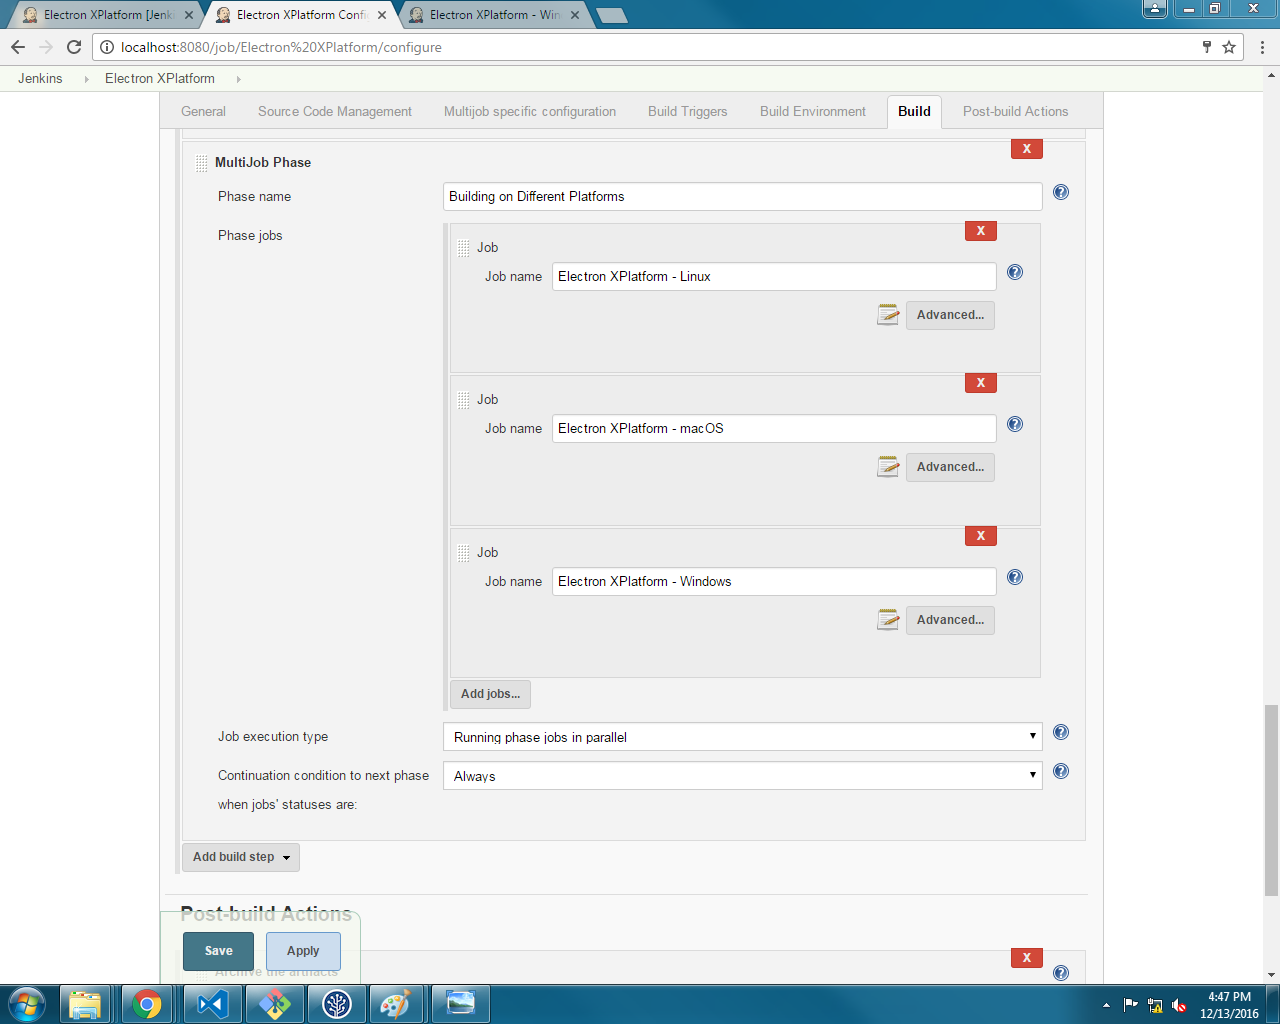 Electron XPlatform [Jenk
Electron XPlatform Config
Electron XPlatform - Win
localhost:8080/job/Electron%20XPlatform/configure
Jenkins
Electron XPlatform
General
Source Code Management
Multijob specific configuration
Build Triggers
Build Environment
Build
Post-build Actions
X
MultiJob Phase
Phase name
Building on Different Platforms
Phase jobs
X
Job
Job name
Electron XPlatform - Linux
Advanced...
X
Job
Job name
Electron XPlatform - macOS
Advanced...
X
Job
Job name
Electron XPlatform - Windows
Advanced...
Add jobs...
Job execution type
Running phase jobs in parallel
Continuation condition to next phase
when jobs' statuses are:
Always
Add build step
Post-build Actions
Save
Apply
X
Archive the artifacts
4:47 PM
12/13/2016